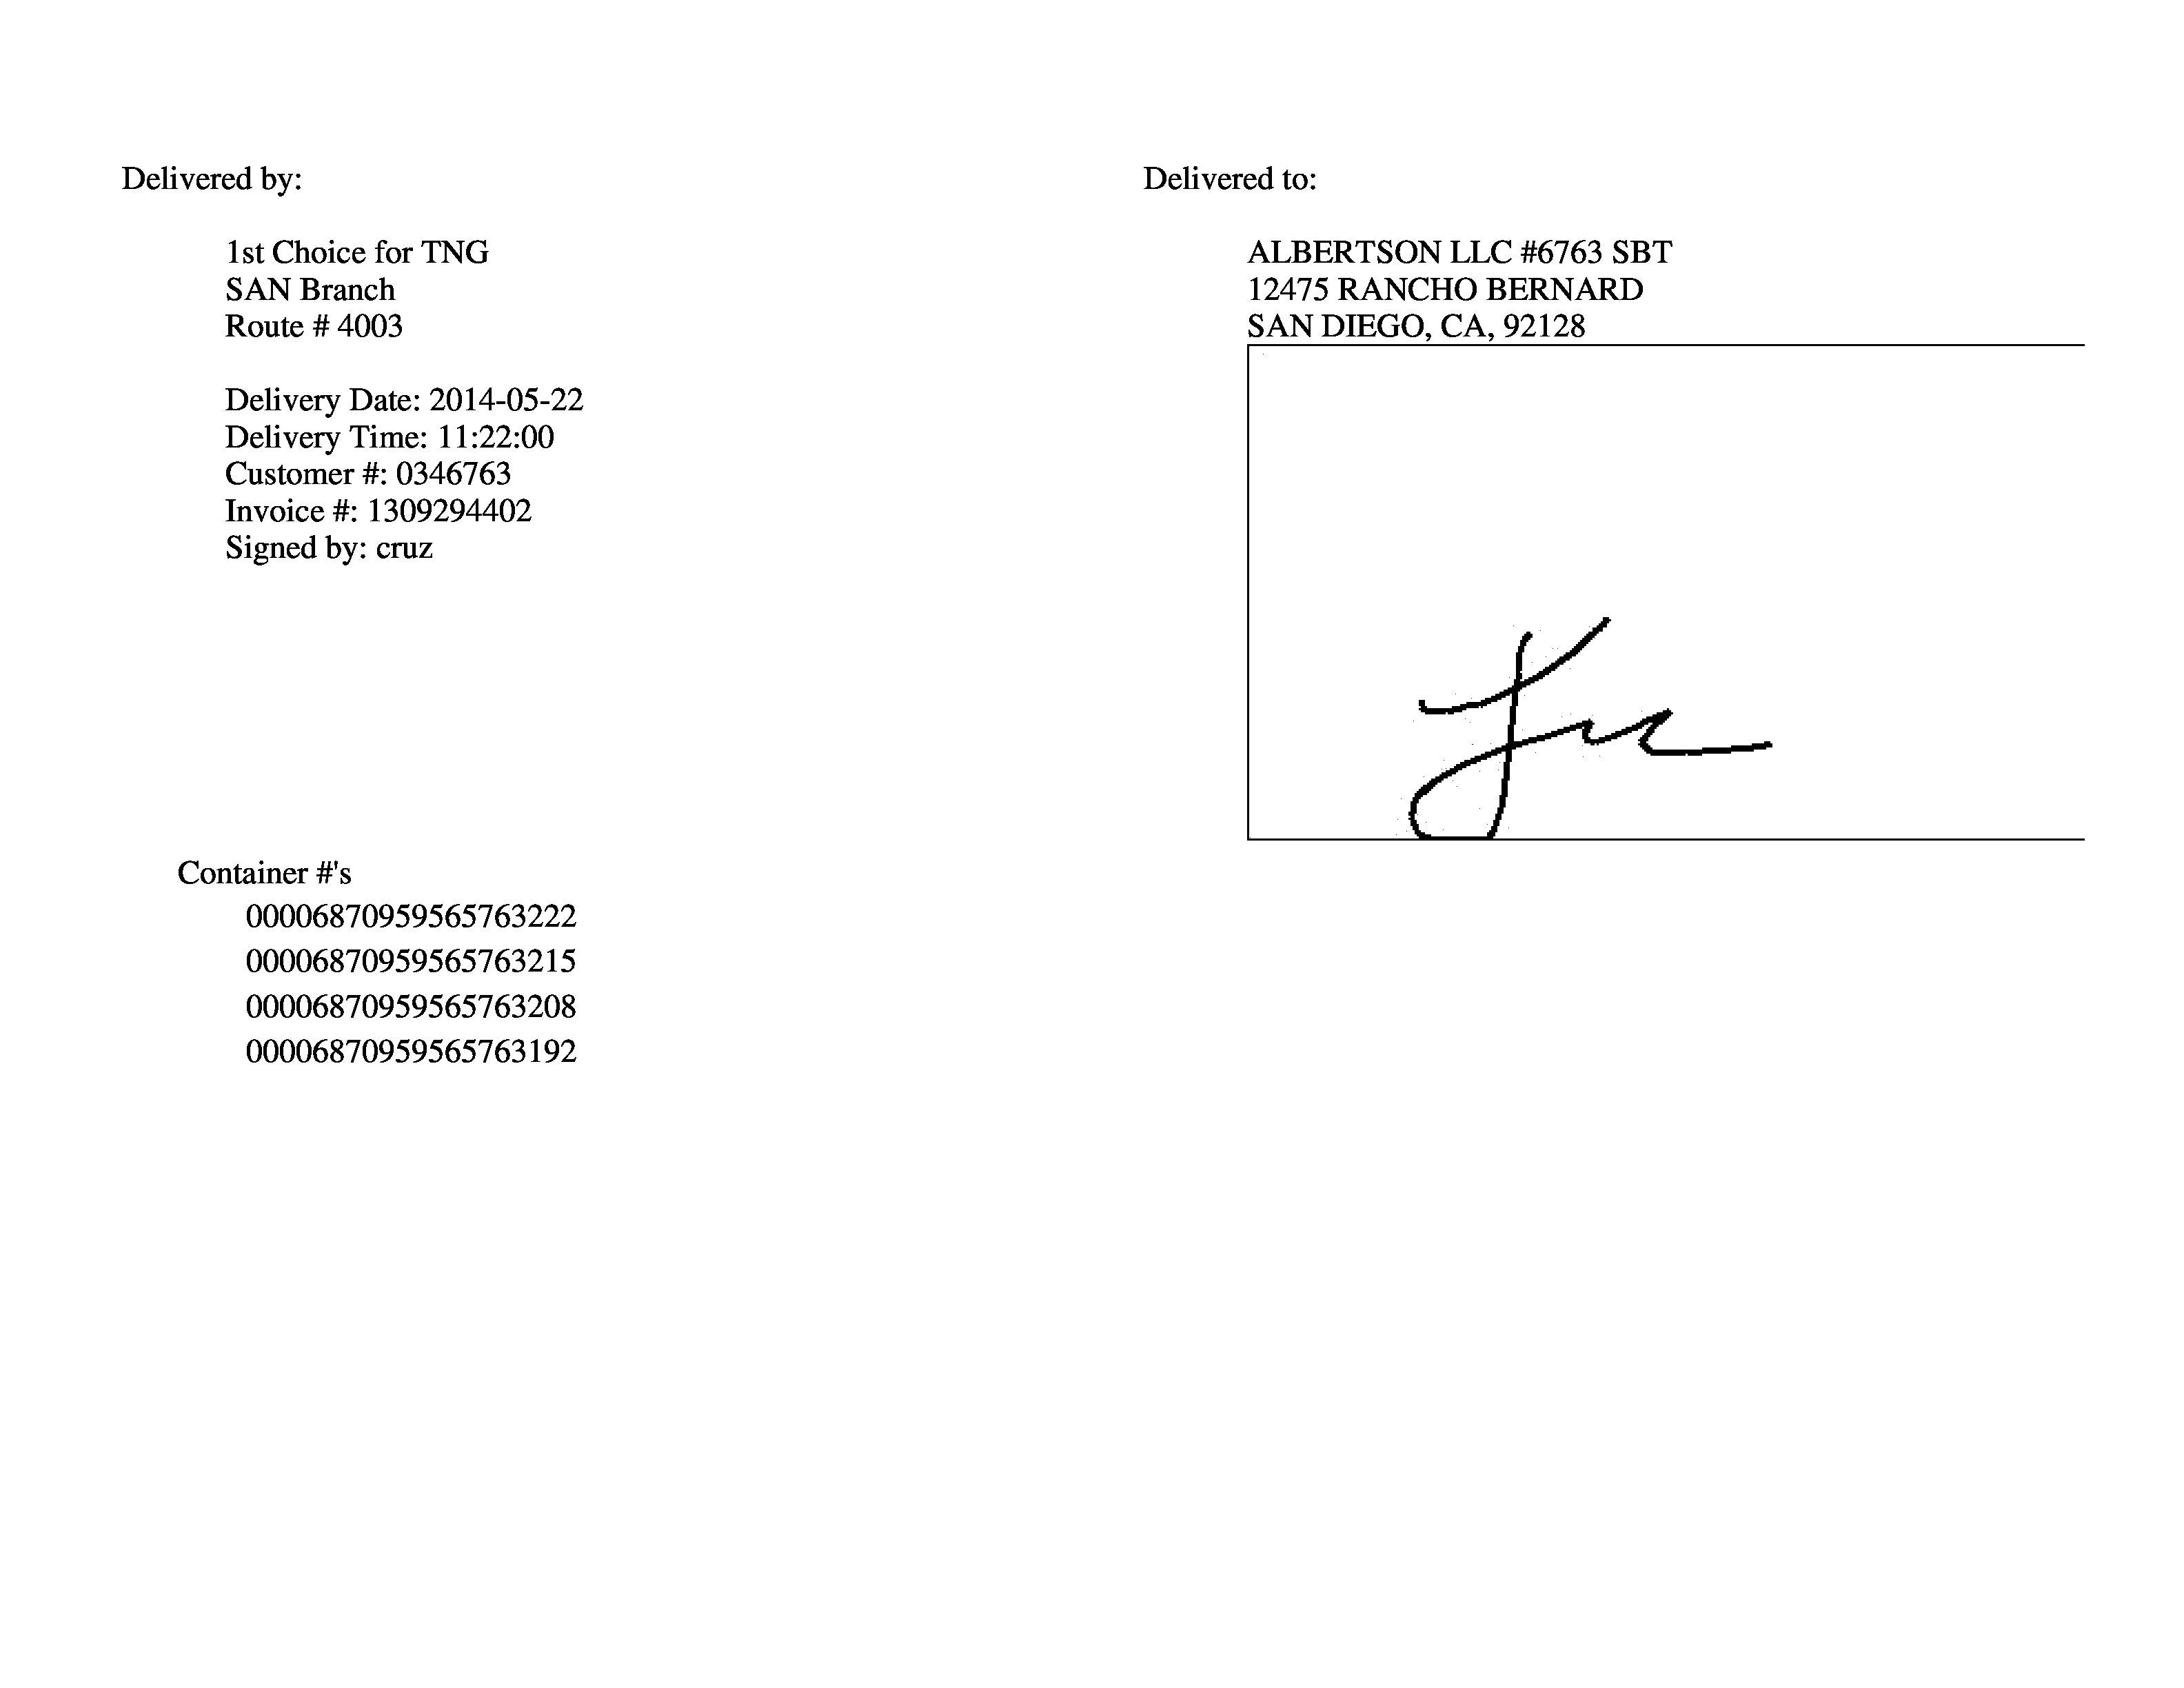 Delivered by:
1st Choice for TNG
SAN Branch
Route # 4003
Delivery Date: 2014-05-22
Delivery Time: 11:22:00
Customer #: 0346763
Invoice #: 1309294402
Signed by: cruz
Delivered to:
ALBERTSON LLC #6763 SBT
12475 RANCHO BERNARD
SAN DIEGO, CA, 92128
Container #'s
00006870959565763222
00006870959565763215
00006870959565763208
00006870959565763192